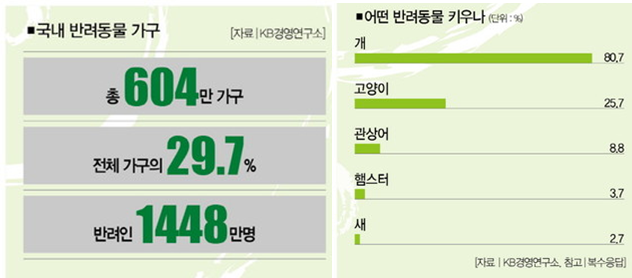 ■국내 반려동물 가구 [자료 | KB경영연구소]
총 604만 가구
전체 가구의 29.7%
반려인 1448만명
■어떤 반려동물 키우나 (단위 : %)
개
80.7
고양이
25.7
관상어
8.8
햄스터
3.7
새
2.7
[자료 | KB경영연구소, 참고 | 복수응답]